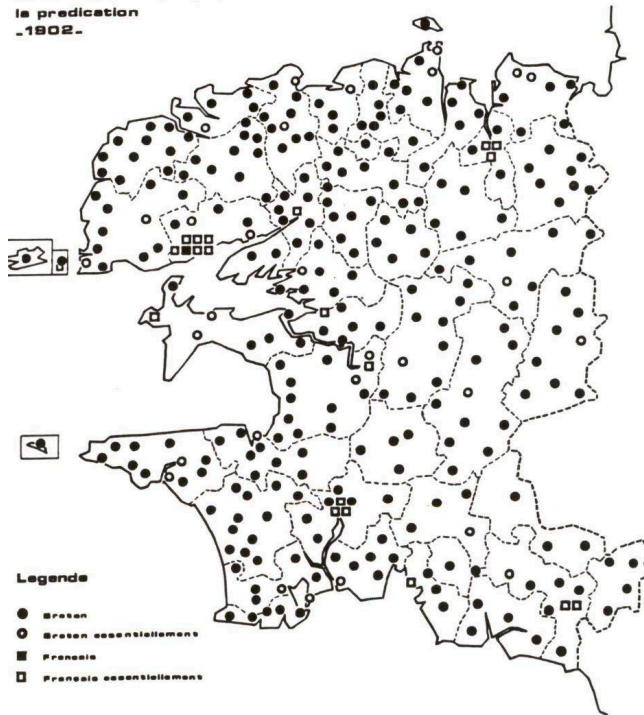 la predication
-1902-
Legende
Breton
Breton essentiellement
Francais
Francais essentiellement